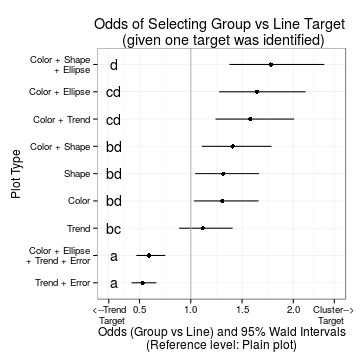 Odds of Selecting Group vs Line Target
(given one target was identified)
Plot Type
Color + Shape
+ Ellipse
d
Color + Ellipse
cd
Color + Trend
cd
Color + Shape
bd
Shape
bd
Color
bd
Trend
bc
Color + Ellipse
+ Trend + Error
a
Trend + Error
a
<--Trend
Target
0.5
1.0
1.5
2.0
Cluster-->
Target
Odds (Group vs Line) and 95% Wald Intervals
(Reference level: Plain plot)